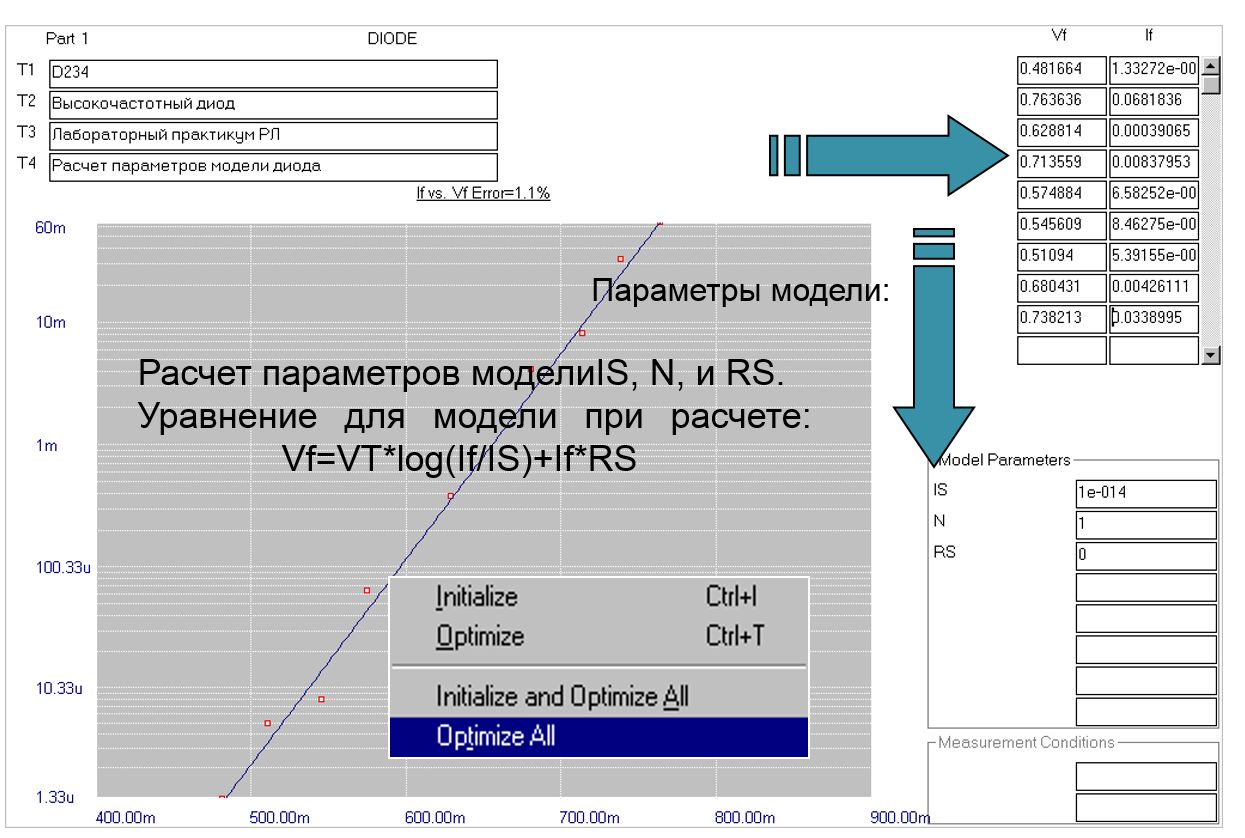 Part 1 DIODE Vf If
T1 D234
T2 Высокочастотный диод
T3 Лабораторный практикум РЛ
T4 Расчет параметров модели диода
0.481664 1.33272e-00
0.763636 0.0681836
0.628814 0.00039065
0.713559 0.00837953
0.574884 6.58252e-00
0.545609 8.46275e-00
0.51094 5.39155e-00
0.680431 0.00426111
0.738213 0.0338995
If vs. Vf Error=1.1%
60m
10m
1m
100.33u
10.33u
1.33u
400.00m 500.00m 600.00m 700.00m 800.00m 900.00m
Параметры модели:
Расчет параметров моделиIS, N, и RS.
Уравнение для модели при расчете:
Vf=VT*log(If/IS)+If*RS
Initialize Ctrl+I
Optimize Ctrl+T
Initialize and Optimize All
Optimize All
Model Parameters
IS 1e-014
N 1
RS 0
Measurement Conditions